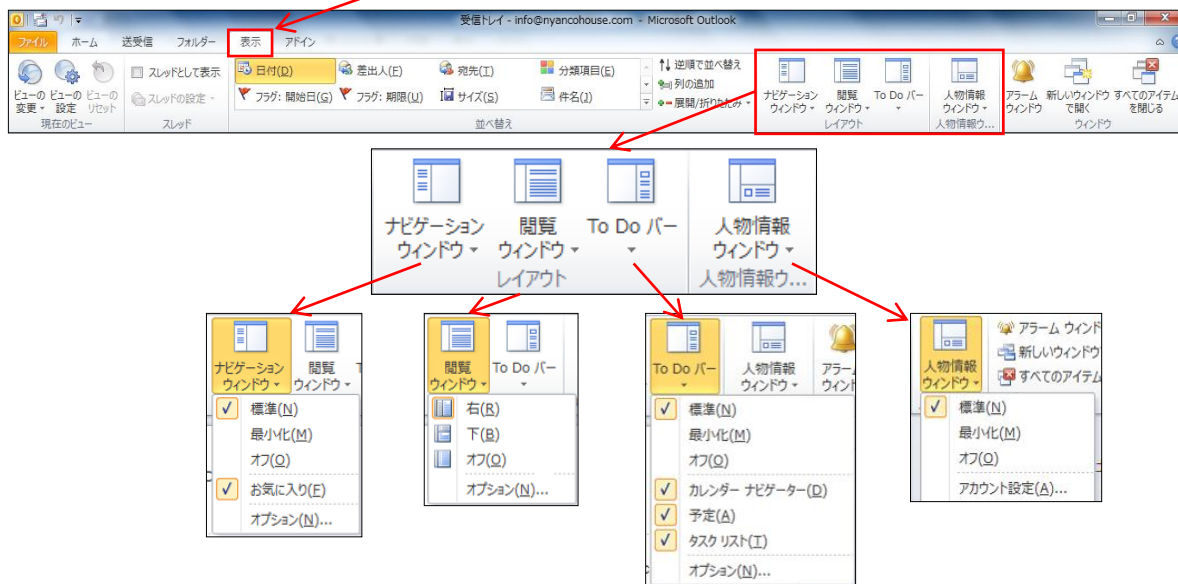 受信トレイ - info@nyancohouse.com - Microsoft Outlook
ファイル ホーム 送受信 フォルダー 表示 アドイン
ビューの変更 ビューの設定 ビューのリセット
現在のビュー
スレッドとして表示
スレッドの設定
スレッド
日付(D) 差出人(F) 宛先(T) 分類項目(E)
フラグ: 開始日(G) フラグ: 期限(U) サイズ(S) 件名(J)
逆順で並べ替え
列の追加
展開/折りたたみ
並べ替え
ナビゲーション ウィンドウ 閲覧 ウィンドウ To Do バー
レイアウト
人物情報 ウィンドウ
人物情報ウ...
アラーム ウィンドウ 新しいウィンドウで開く すべてのアイテムを閉じる
ウィンドウ
ナビゲーション 閲覧 To Do バー 人物情報
ウィンドウ ウィンドウ ウィンドウ
レイアウト 人物情報ウ...
ナビゲーション 閲覧
ウィンドウ ウィンドウ
標準(N)
最小化(M)
オフ(O)
お気に入り(F)
オプション(N)...
閲覧 To Do バー
ウィンドウ
右(R)
下(B)
オフ(O)
オプション(N)...
To Do バー 人物情報 アラー
ウィンドウ ウィン
標準(N)
最小化(M)
オフ(O)
カレンダー ナビゲーター(D)
予定(A)
タスク リスト(T)
オプション(N)...
人物情報
ウィンドウ
アラーム ウィンド
新しいウィンドウ
すべてのアイテム
標準(N)
最小化(M)
オフ(O)
アカウント設定(A)...